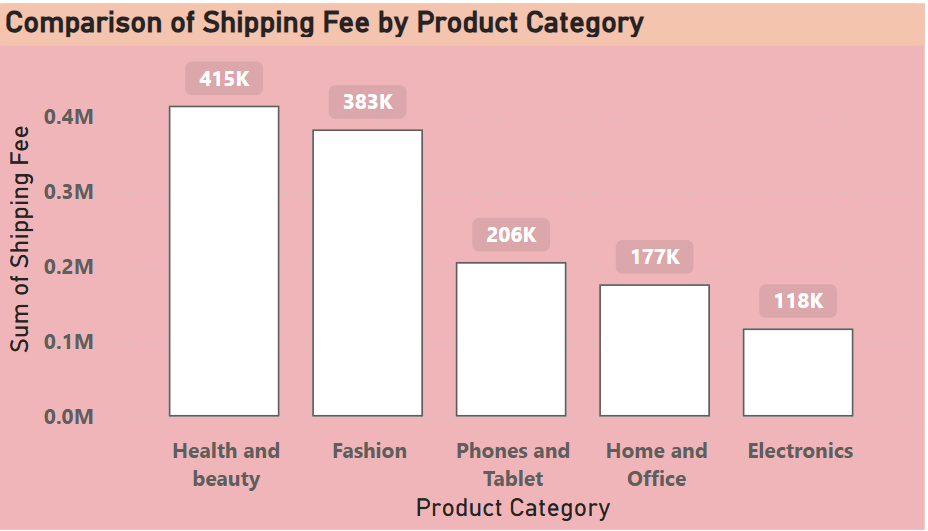 Comparison of Shipping Fee by Product Category
Sum of Shipping Fee
0.4M
0.3M
0.2M
0.1M
0.0M
415K
383K
206K
177K
118K
Health and
beauty
Fashion
Phones and
Tablet
Home and
Office
Electronics
Product Category